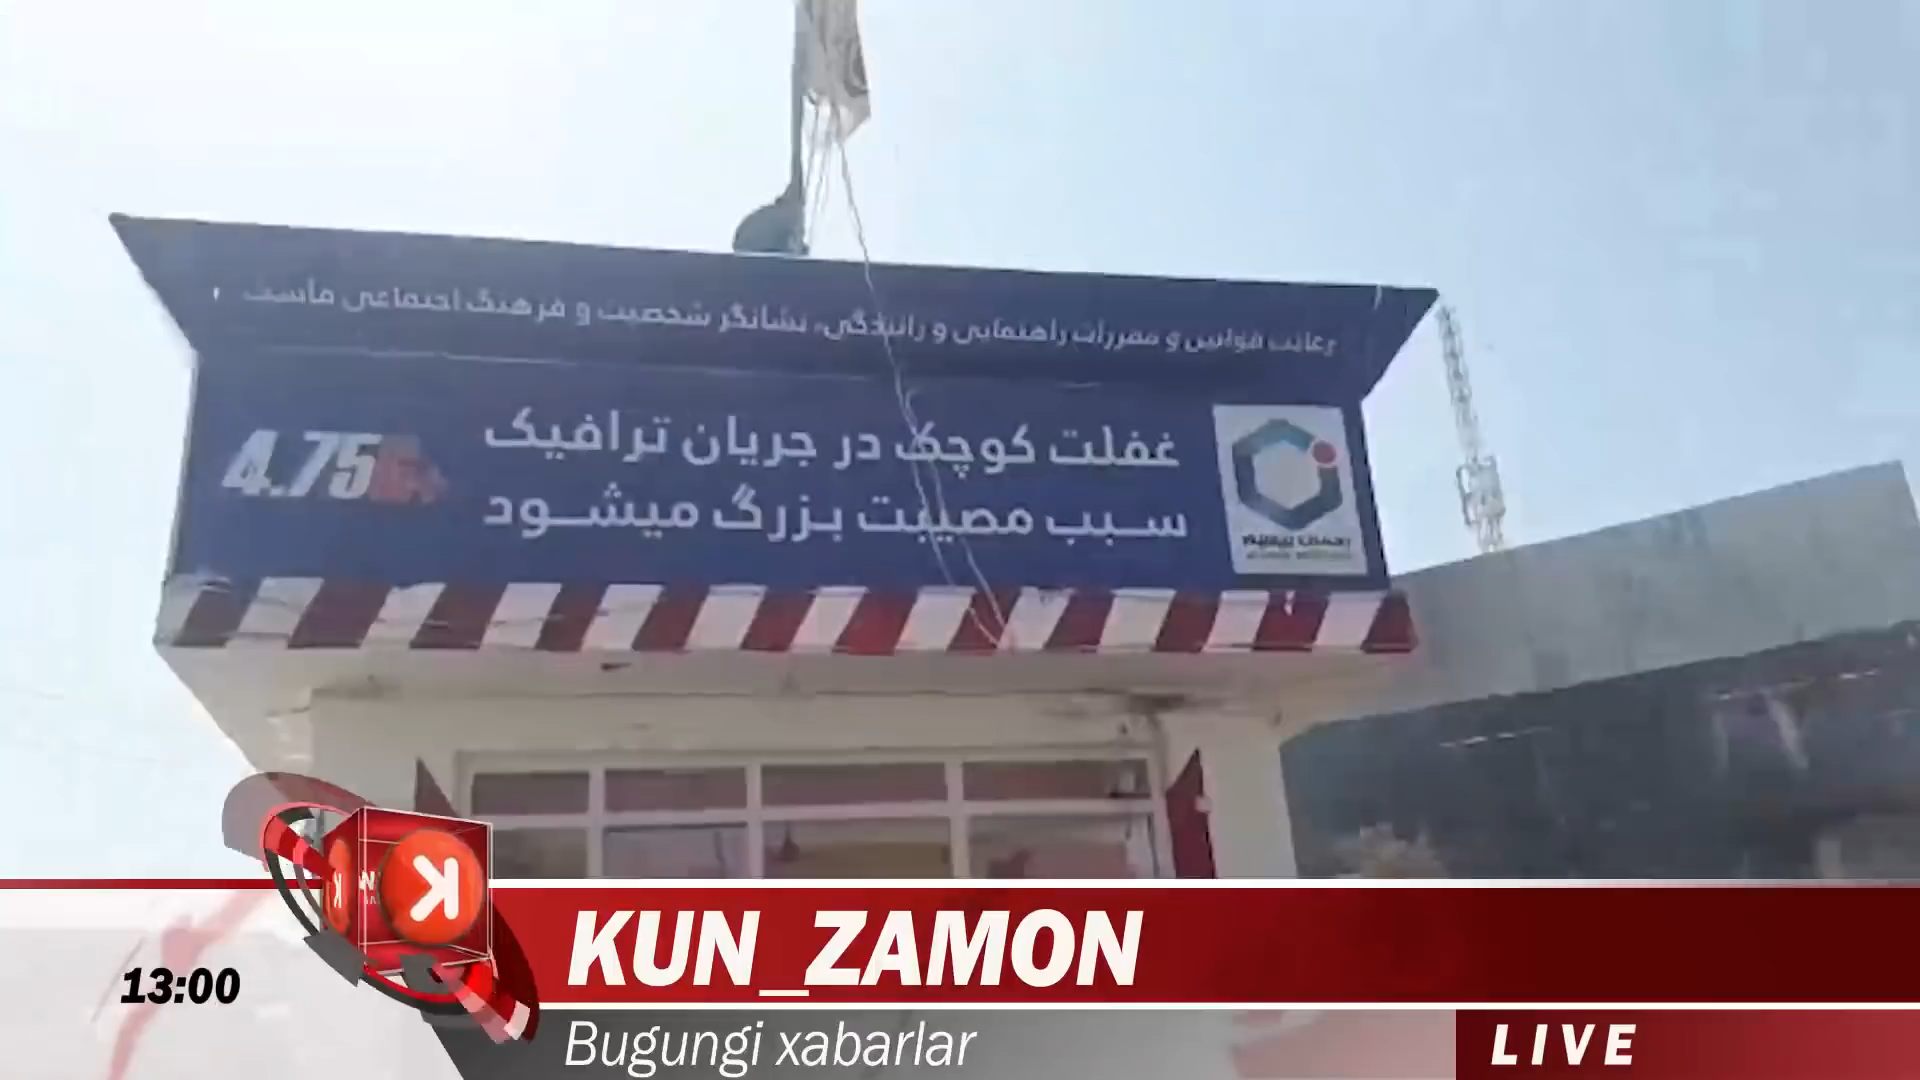 رعایت قوانین و مقررات راهنمایی و رانندگی، نشانگر شخصیت و فرهنگ اجتماعی ماست
غفلت کوچک در جریان ترافیک
سبب مصیبت بزرگ میشود
4.75
K
13:00
KUN_ZAMON
Bugungi xabarlar
LIVE